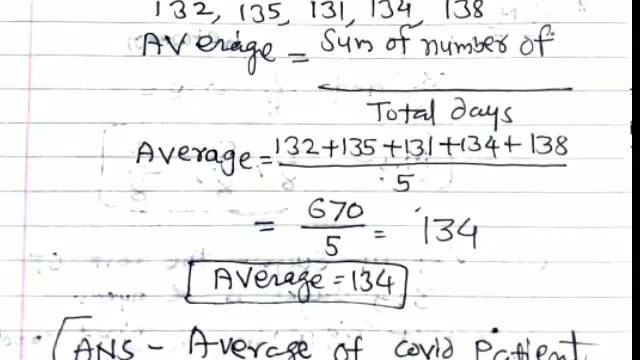 132, 135, 131, 134, 138
AVerage = Sum of number of
Total days
Average = 132+135+131+134+138
5
= 670
5
= 134
AVerage = 134
ANS - Average of covid Patient